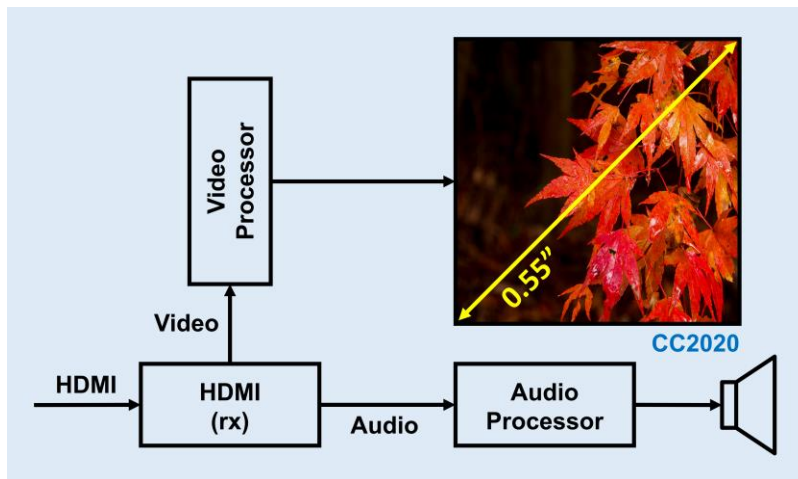 Video
Processor
0.55”
CC2020
Video
HDMI
HDMI
(rx)
Audio
Audio
Processor